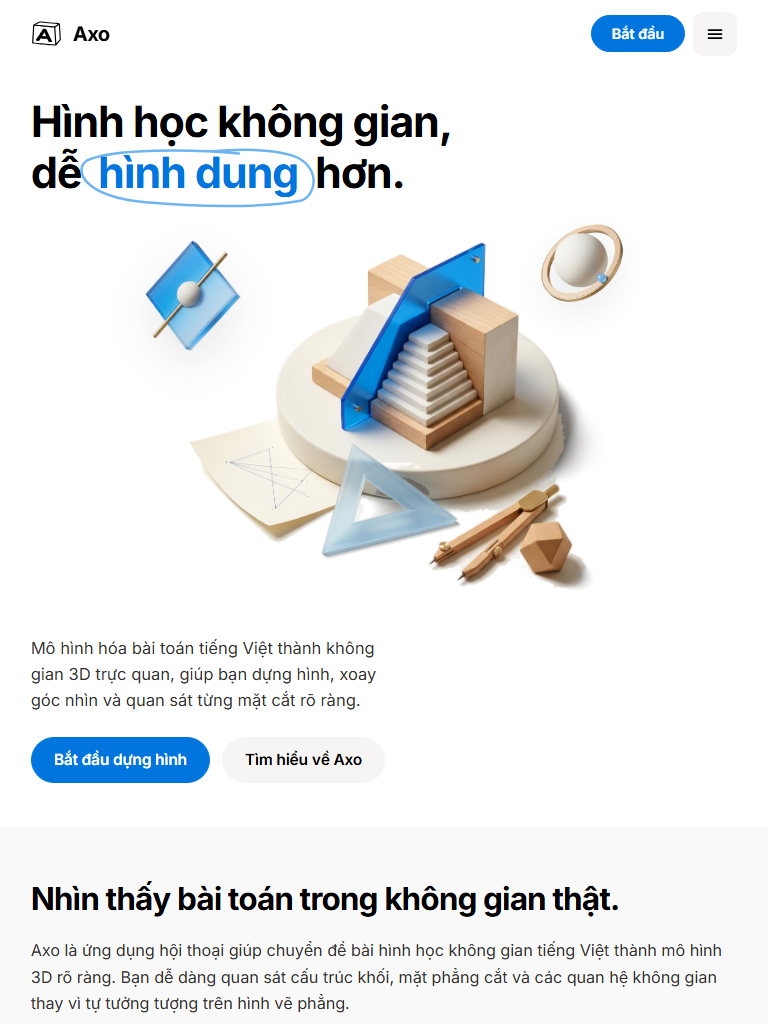 Axo
Bắt đầu
Hình học không gian,
dễ hình dung hơn.
Mô hình hóa bài toán tiếng Việt thành không
gian 3D trực quan, giúp bạn dựng hình, xoay
góc nhìn và quan sát từng mặt cắt rõ ràng.
Bắt đầu dựng hình
Tìm hiểu về Axo
Nhìn thấy bài toán trong không gian thật.
Axo là ứng dụng hội thoại giúp chuyển đề bài hình học không gian tiếng Việt thành mô hình
3D rõ ràng. Bạn dễ dàng quan sát cấu trúc khối, mặt phẳng cắt và các quan hệ không gian
thay vì tự tưởng tượng trên hình vẽ phẳng.